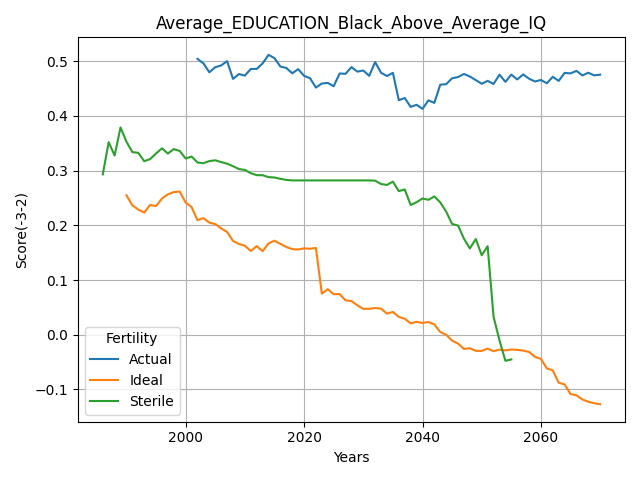 Average_EDUCATION_Black_Above_Average_IQ
Score(-3-2)
0.5
0.4
0.3
0.2
0.1
0.0
−0.1
Fertility
Actual
Ideal
Sterile
2000 2020 2040 2060
Years